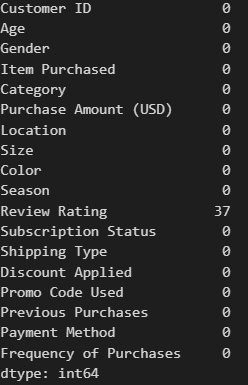 Customer ID 0
Age 0
Gender 0
Item Purchased 0
Category 0
Purchase Amount (USD) 0
Location 0
Size 0
Color 0
Season 0
Review Rating 37
Subscription Status 0
Shipping Type 0
Discount Applied 0
Promo Code Used 0
Previous Purchases 0
Payment Method 0
Frequency of Purchases 0
dtype: int64